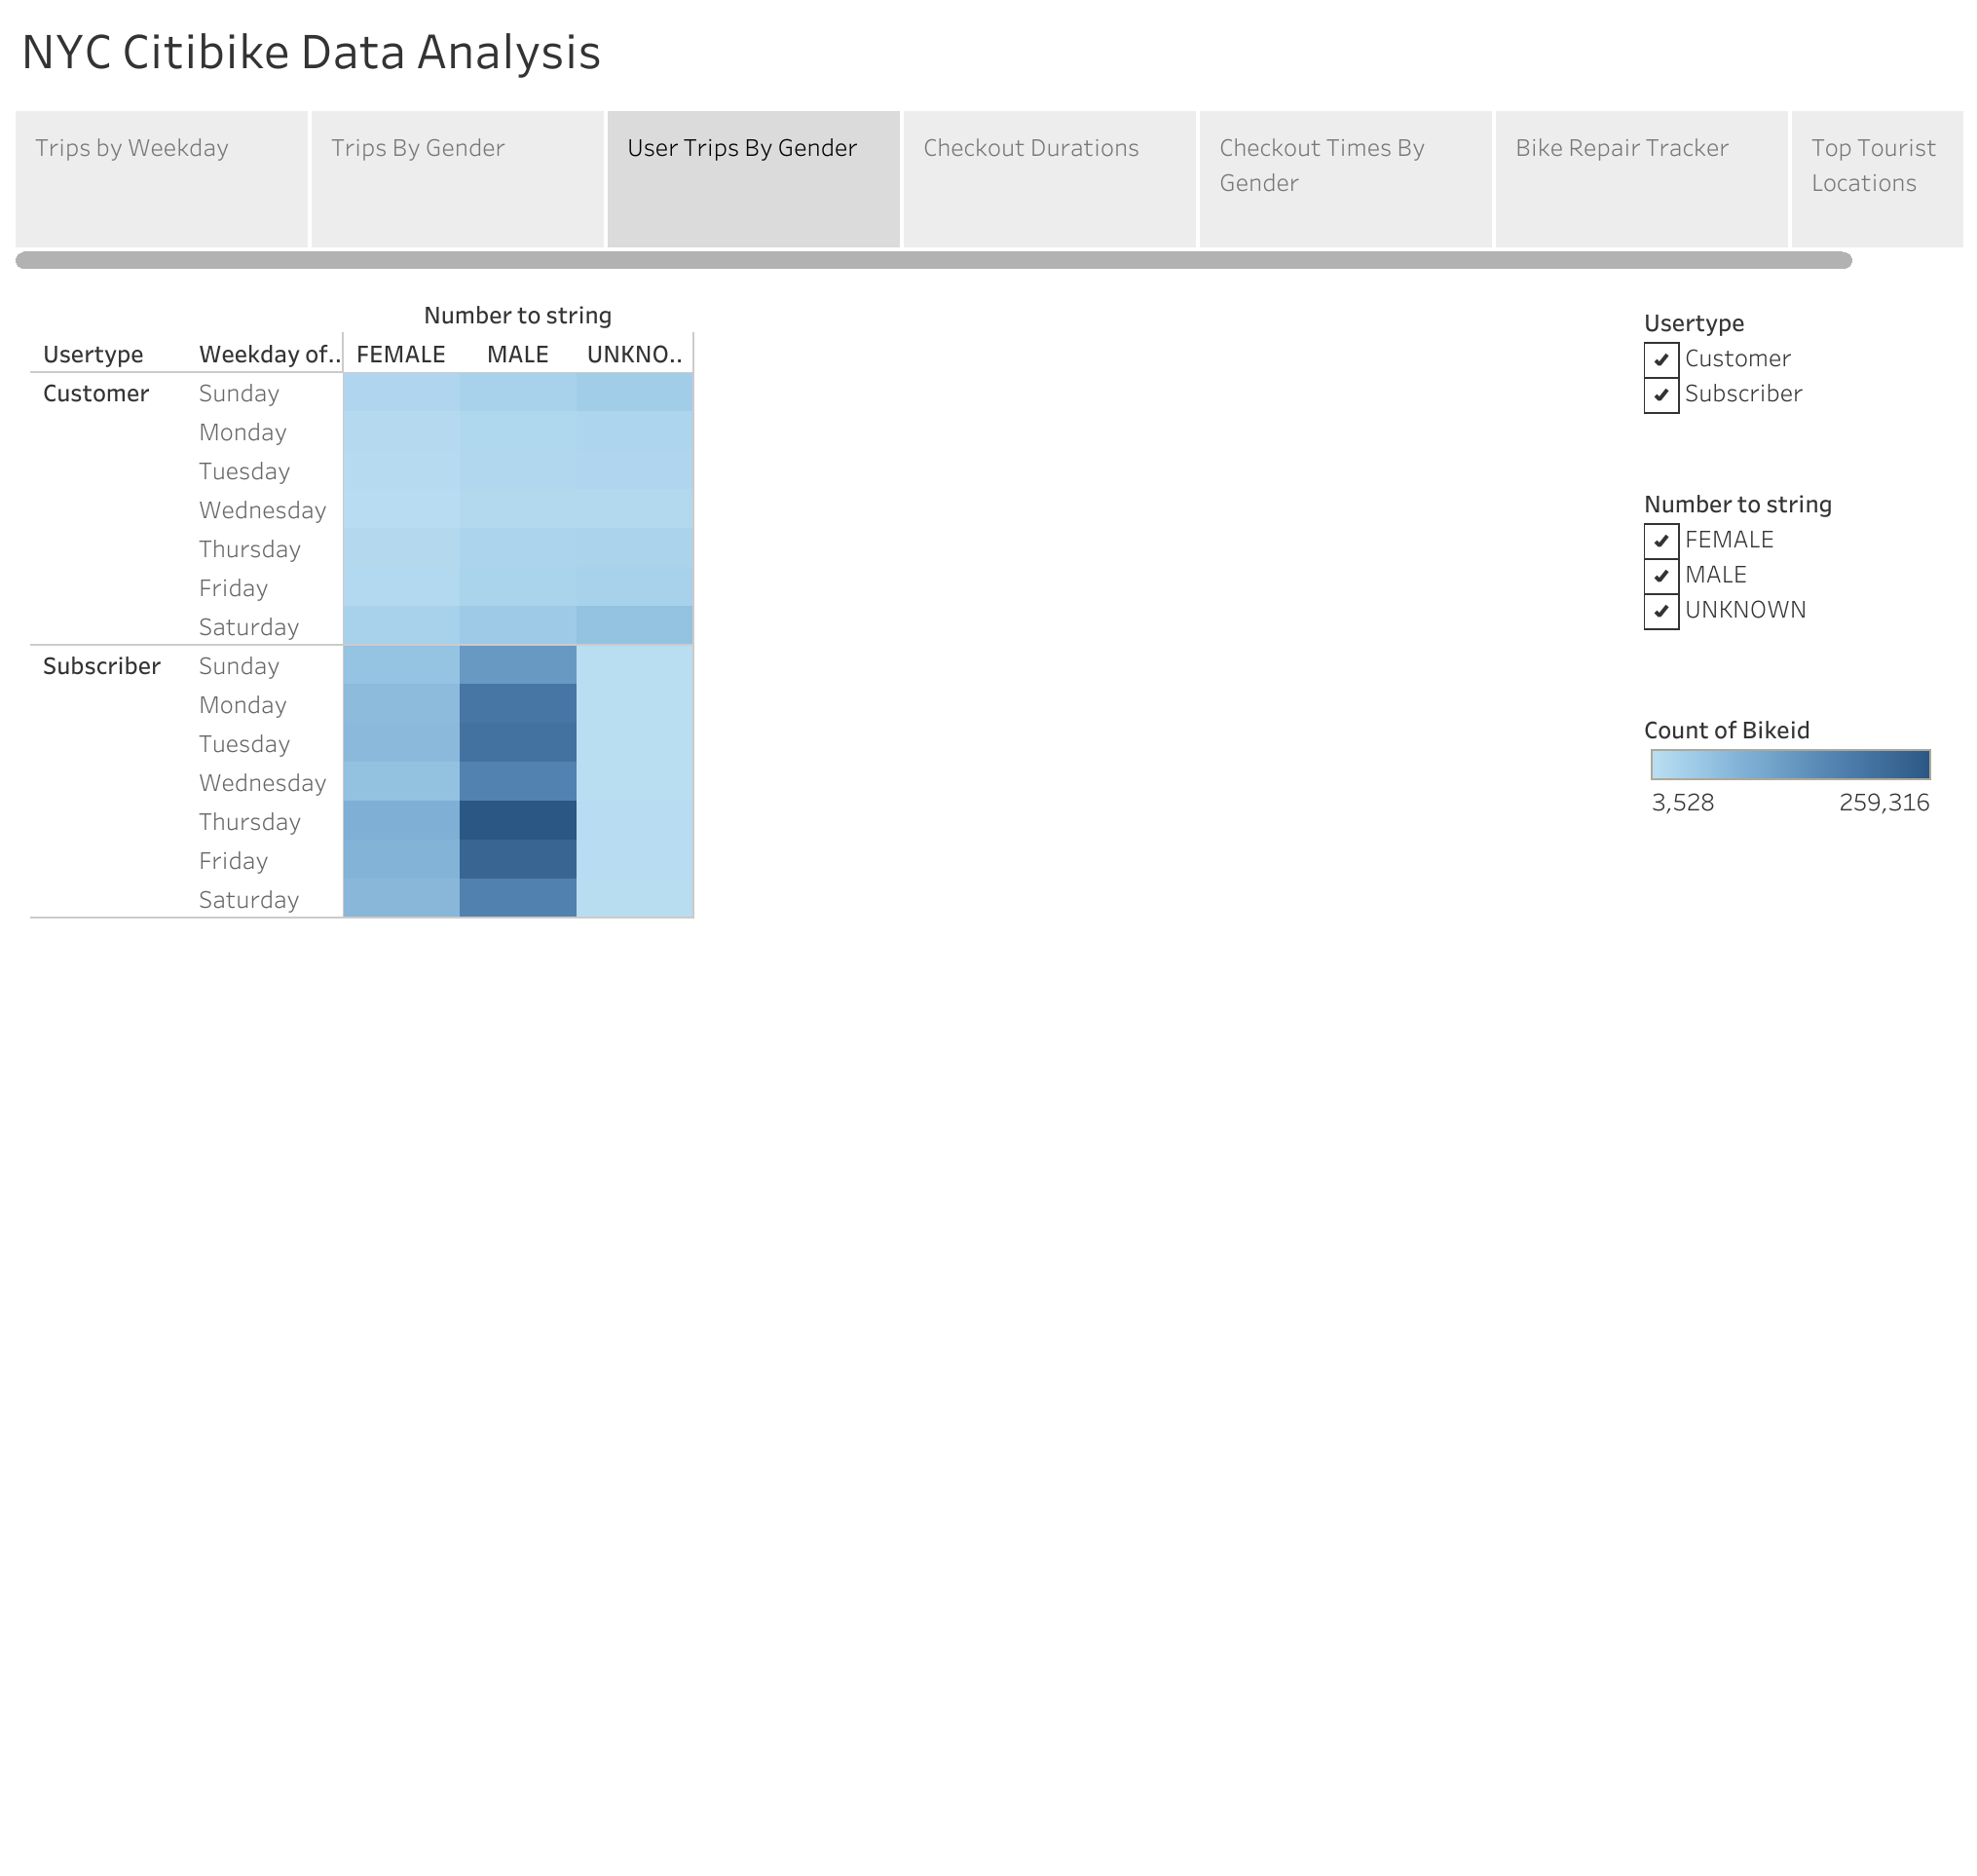 NYC Citibike Data Analysis
Trips by Weekday
Trips By Gender
User Trips By Gender
Checkout Durations
Checkout Times By
Gender
Bike Repair Tracker
Top Tourist
Locations
Number to string
Usertype Weekday of.. FEMALE MALE UNKNO..
Customer Sunday
Monday
Tuesday
Wednesday
Thursday
Friday
Saturday
Subscriber Sunday
Monday
Tuesday
Wednesday
Thursday
Friday
Saturday
Usertype
Customer
Subscriber
Number to string
FEMALE
MALE
UNKNOWN
Count of Bikeid
3,528 259,316